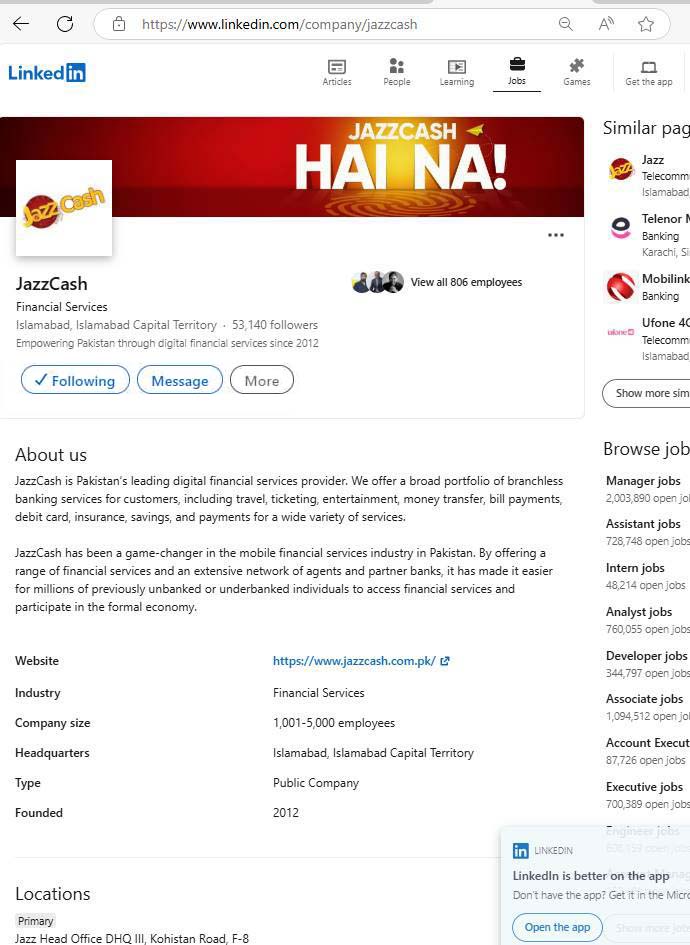 https://www.linkedin.com/company/jazzcash
Linked in
Articles
People
Learning
Jobs
Games
Get the app
JAZZCASH
HAI NA!
Jazz Cash
JazzCash
View all 806 employees
Financial Services
Islamabad, Islamabad Capital Territory · 53,140 followers
Empowering Pakistan through digital financial services since 2012
✓ Following
Message
More
About us
JazzCash is Pakistan's leading digital financial services provider. We offer a broad portfolio of branchless
banking services for customers, including travel, ticketing, entertainment, money transfer, bill payments,
debit card, insurance, savings, and payments for a wide variety of services.
JazzCash has been a game-changer in the mobile financial services industry in Pakistan. By offering a
range of financial services and an extensive network of agents and partner banks, it has made it easier
for millions of previously unbanked or underbanked individuals to access financial services and
participate in the formal economy.
Website https://www.jazzcash.com.pk/
Industry Financial Services
Company size 1,001-5,000 employees
Headquarters Islamabad, Islamabad Capital Territory
Type Public Company
Founded 2012
Locations
Primary
Jazz Head Office DHQ III, Kohistan Road, F-8
Similar pag
Jazz
Jazz
Telecomm
Islamabad,
Telenor M
Banking
Karachi, Si
Mobilink
Banking
ufone
Ufone 4G
Telecomm
Islamabad,
Show more sim
Browse job
Manager jobs
2,003,890 open jo
Assistant jobs
728,748 open job
Intern jobs
48,214 open jobs
Analyst jobs
760,055 open jobs
Developer jobs
344,797 open jobs
Associate jobs
1,094,512 open jo
Account Execut
87,726 open jobs
Executive jobs
700,389 open jobs
Engineer jobs
in LINKEDIN
LinkedIn is better on the app
Don't have the app? Get it in the Micro
Open the app
Show more jobs